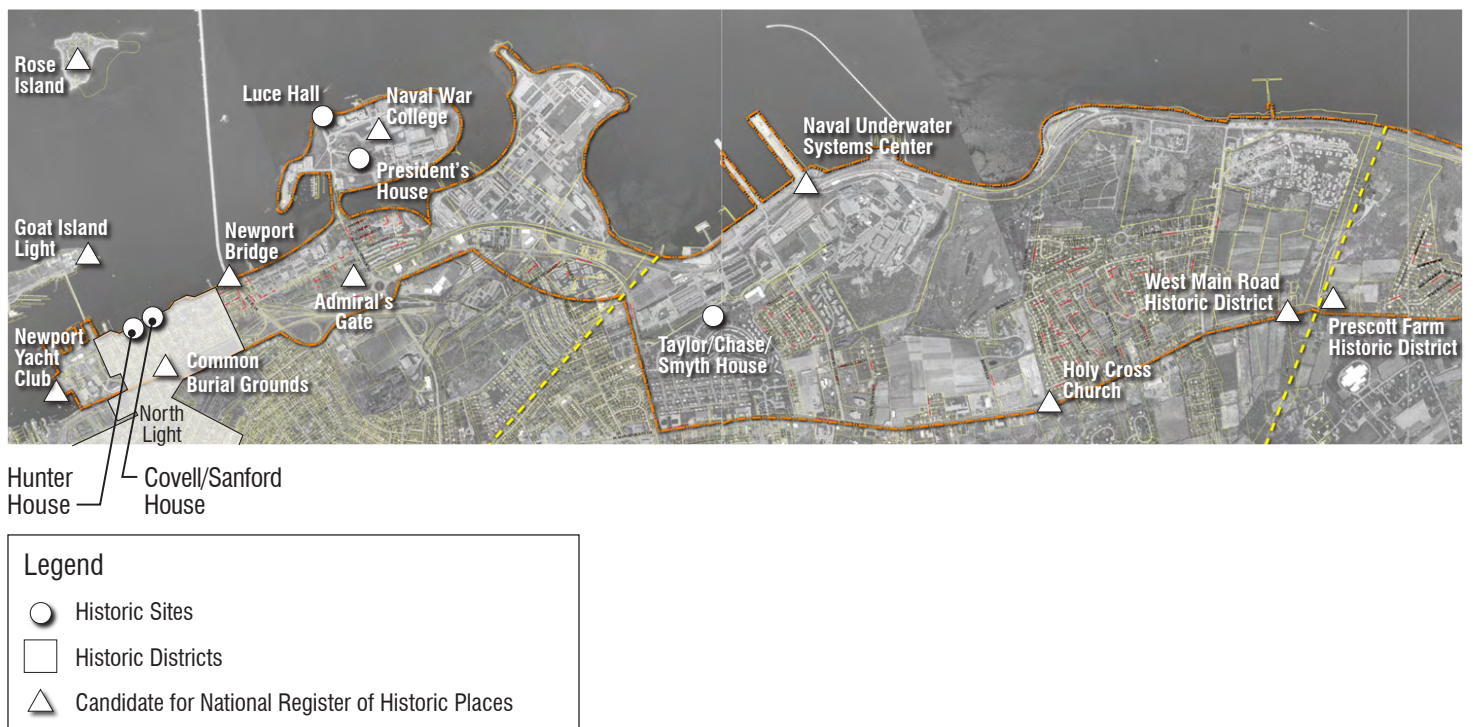 Rose
Island
Luce Hall
Naval War
College
President's
House
Naval Underwater
Systems Center
Goat Island
Light
Newport
Bridge
Admiral's
Gate
Newport
Yacht
Club
Common
Burial Grounds
North
Light
Taylor/Chase/
Smyth House
West Main Road
Historic District
Prescott Farm
Historic District
Holy Cross
Church
Hunter
House
Covell/Sanford
House
Legend
Historic Sites
Historic Districts
Candidate for National Register of Historic Places